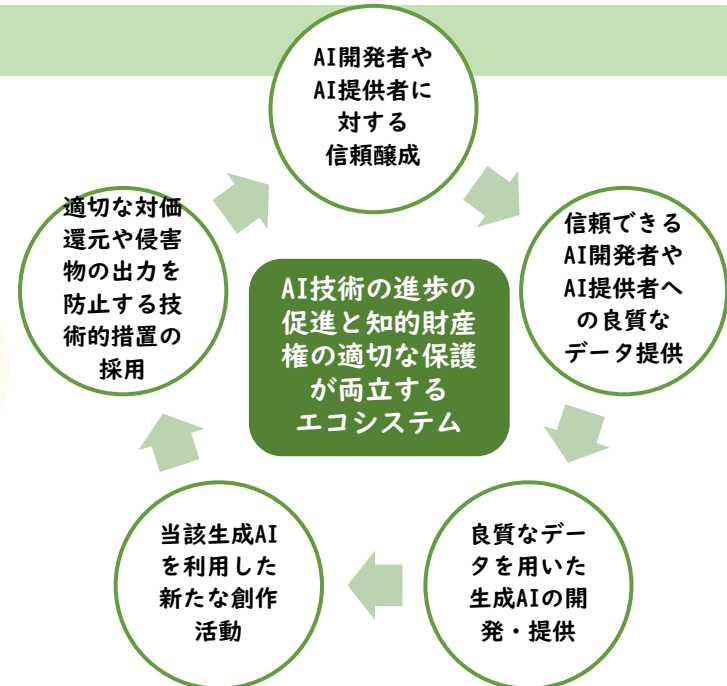 AI開発者や
AI提供者に
対する
信頼醸成
信頼できる
AI開発者や
AI提供者へ
の良質な
データ提供
良質なデー
タを用いた
生成AIの開
発・提供
当該生成AI
を利用した
新たな創作
活動
適切な対価
還元や侵害
物の出力を
防止する技
術的措置の
採用
AI技術の進歩の
促進と知的財産
権の適切な保護
が両立する
エコシステム